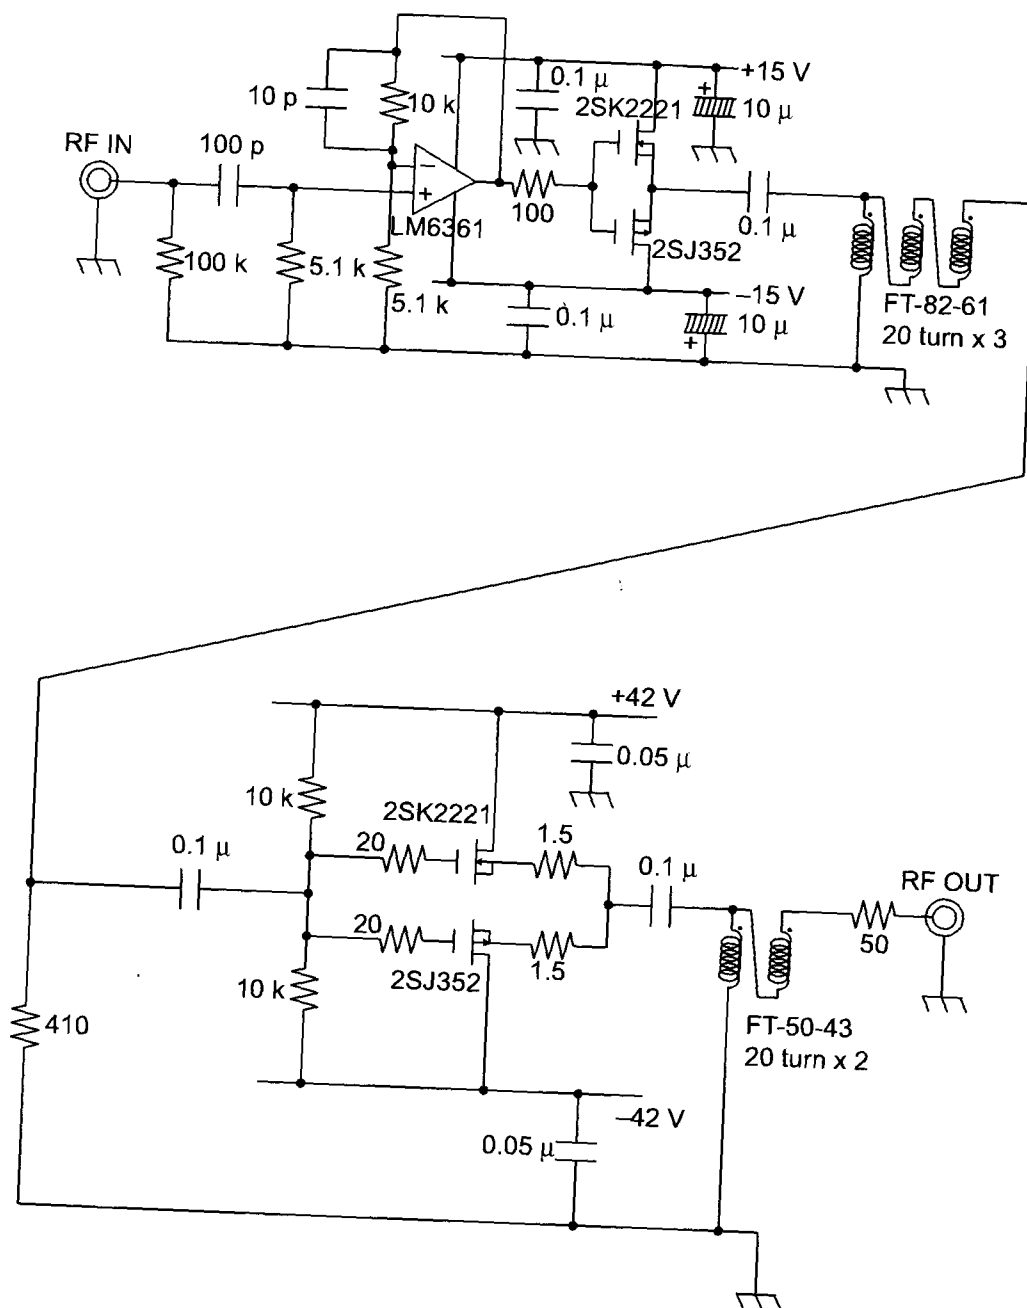 +15 V
0.1 μ
10 p
10 k
2SK2221
10 μ
RF IN
100 p
+
−
+
LM6361
100
0.1 μ
2SJ352
100 k
5.1 k
5.1 k
−15 V
0.1 μ
10 μ
+
FT-82-61
20 turn x 3
+42 V
0.05 μ
10 k
2SK2221
20
1.5
0.1 μ
0.1 μ
RF OUT
20
50
10 k
2SJ352
1.5
410
FT-50-43
20 turn x 2
−42 V
0.05 μ